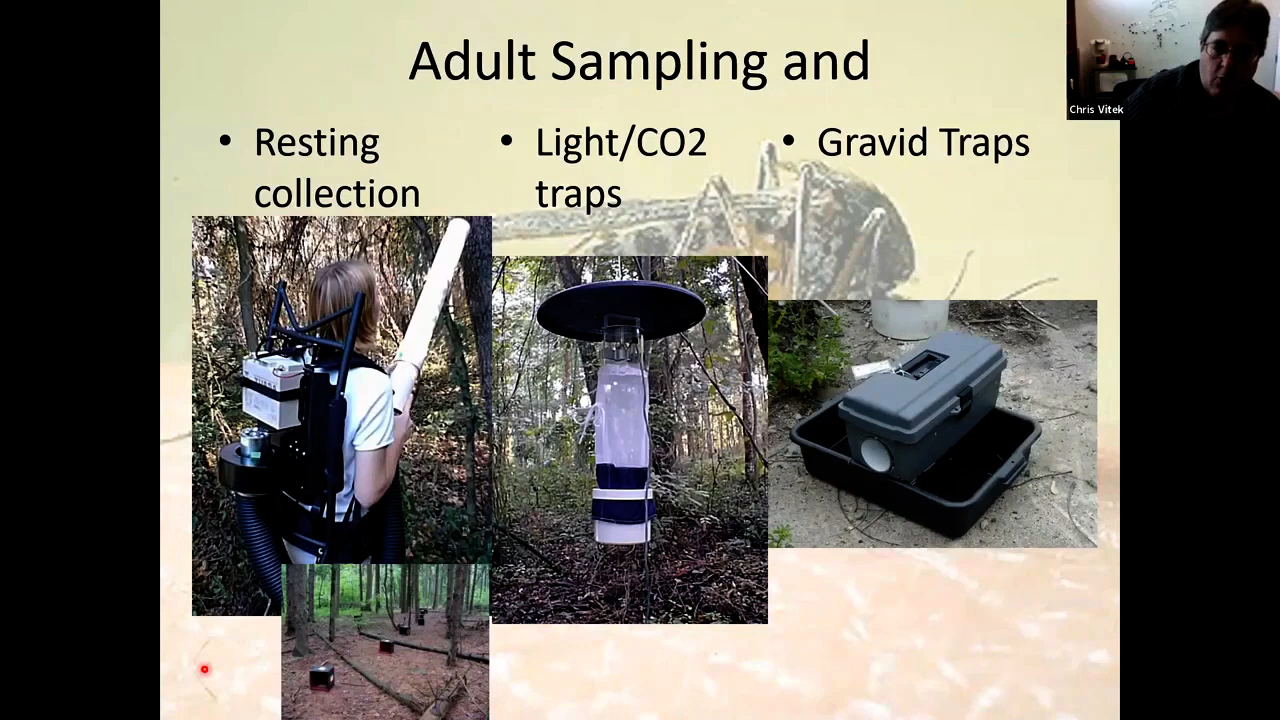 Adult Sampling and
• Resting
collection
• Light/CO2
traps
• Gravid Traps
Chris Vitek